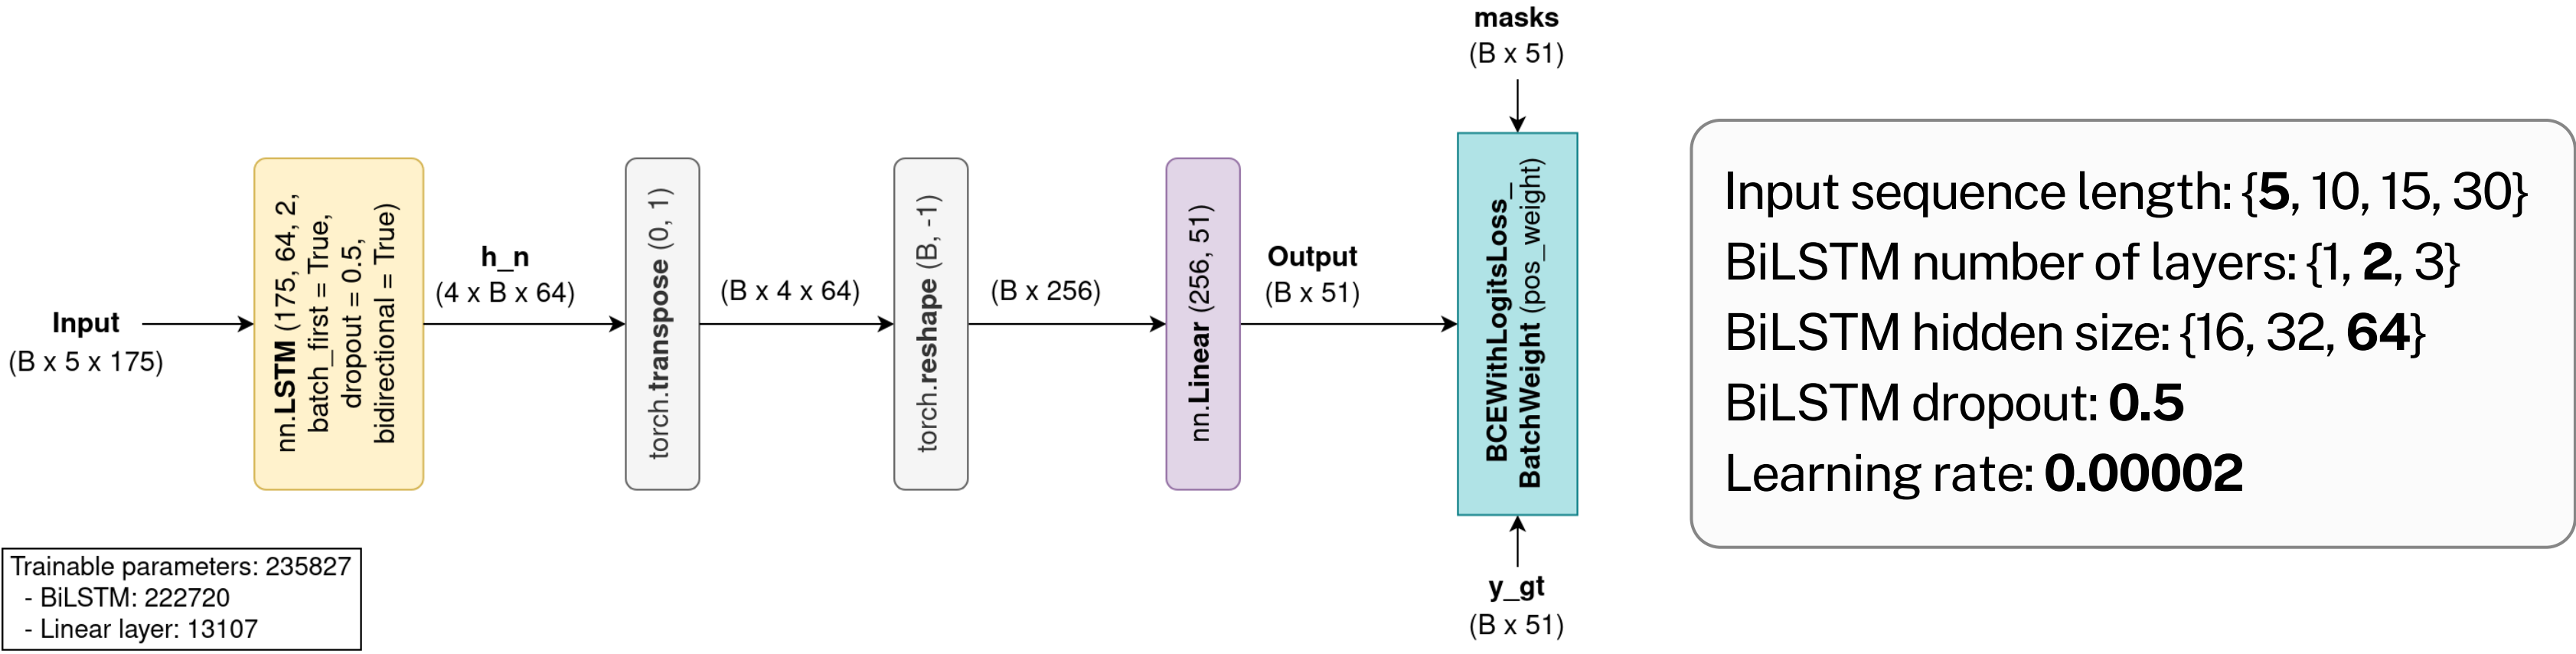 Input
(B x 5 x 175)
nn.LSTM (175, 64, 2,
batch_first = True,
dropout = 0.5,
bidirectional = True)
h_n
(4 x B x 64)
torch.transpose (0, 1)
(B x 4 x 64)
torch.reshape (B, -1)
(B x 256)
nn.Linear (256, 51)
Output
(B x 51)
masks
(B x 51)
BCEWithLogitsLoss_
BatchWeight (pos_weight)
y_gt
(B x 51)
Trainable parameters: 235827
- BiLSTM: 222720
- Linear layer: 13107
Input sequence length: {5, 10, 15, 30}
BiLSTM number of layers: {1, 2, 3}
BiLSTM hidden size: {16, 32, 64}
BiLSTM dropout: 0.5
Learning rate: 0.00002